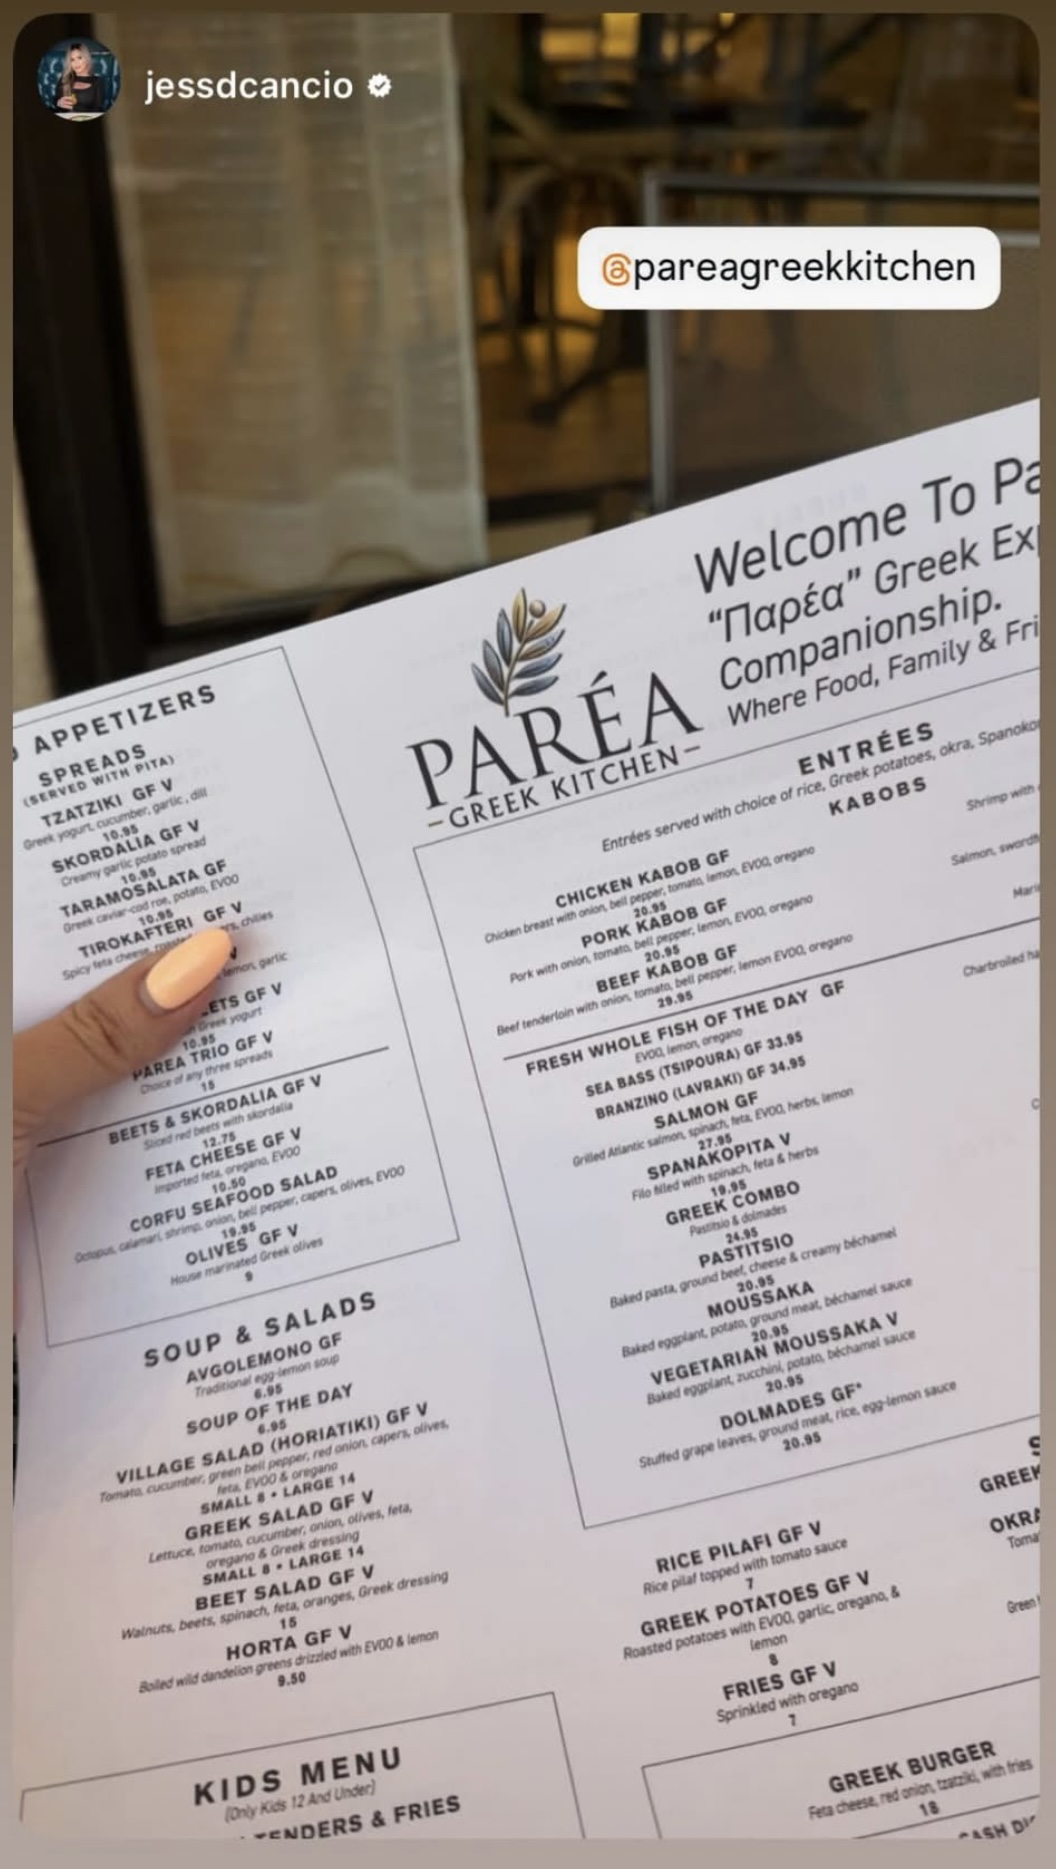 jessdcancio
@pareagreekkitchen
Welcome To Pa
“Παρέα” Greek Exp
Companionship.
Where Food, Family & Fri
PARÉA
GREEK KITCHEN
APPETIZERS
SPREADS
(SERVED WITH PITA)
TZATZIKI GF V
Greek yogurt, cucumber, garlic, dill
10.95
SKORDALIA GF V
Creamy garlic potato spread
10.95
TARAMOSALATA GF
Greek caviar-cod roe, potato, EVOO
10.95
TIROKAFTERI GF V
Spicy feta cheese, chilies
lemon, garlic
ETS GF V
Greek yogurt
10.95
PAREA TRIO GF V
Choice of any three spreads
15
BEETS & SKORDALIA GF V
Sliced red beets with skordalia
12.75
FETA CHEESE GF V
Imported feta, oregano, EVOO
10.50
CORFU SEAFOOD SALAD
Octopus, calamari, shrimp, onion, bell pepper, capers, olives, EVOO
19.95
OLIVES GF V
House marinated Greek olives
9
SOUP & SALADS
AVGOLEMONO GF
Traditional egg-lemon soup
6.95
SOUP OF THE DAY
6.95
VILLAGE SALAD (HORIATIKI) GF V
Tomato, cucumber, green bell pepper, red onion, capers, olives,
feta, EVOO & oregano
SMALL 8 • LARGE 14
GREEK SALAD GF V
Lettuce, tomato, cucumber, onion, olives, feta,
oregano & Greek dressing
SMALL 8 • LARGE 14
BEET SALAD GF V
Walnuts, beets, spinach, feta, oranges, Greek dressing
15
HORTA GF V
Boiled wild dandelion greens drizzled with EVOO & lemon
9.50
KIDS MENU
(Only Kids 12 And Under)
TENDERS & FRIES
ENTRÉES
Entrées served with choice of rice, Greek potatoes, okra, Spanako
KABOBS
CHICKEN KABOB GF
Chicken breast with onion, bell pepper, tomato, lemon, EVOO, oregano
20.95
PORK KABOB GF
Pork with onion, tomato, bell pepper, lemon, EVOO, oregano
20.95
BEEF KABOB GF
Beef tenderloin with onion, tomato, bell pepper, lemon EVOO, oregano
29.95
FRESH WHOLE FISH OF THE DAY GF
EVOO, lemon, oregano
SEA BASS (TSIPOURA) GF 33.95
BRANZINO (LAVRAKI) GF 34.95
SALMON GF
Grilled Atlantic salmon, spinach, feta, EVOO, herbs, lemon
27.95
SPANAKOPITA V
Filo filled with spinach, feta & herbs
19.95
GREEK COMBO
Pastitsio & dolmades
24.95
PASTITSIO
Baked pasta, ground beef, cheese & creamy béchamel
20.95
MOUSSAKA
Baked eggplant, potato, ground meat, béchamel sauce
20.95
VEGETARIAN MOUSSAKA V
Baked eggplant, zucchini, potato, béchamel sauce
20.95
DOLMADES GF*
Stuffed grape leaves, ground meat, rice, egg-lemon sauce
20.95
Shrimp with
Salmon, swordf
Mari
Charbroiled ha
RICE PILAFI GF V
Rice pilaf topped with tomato sauce
7
GREEK POTATOES GF V
Roasted potatoes with EVOO, garlic, oregano, &
lemon
8
FRIES GF V
Sprinkled with oregano
7
S
GREEK
OKRA
Toma
Green
GREEK BURGER
Feta cheese, red onion, tzatziki, with fries
18
CASH DI